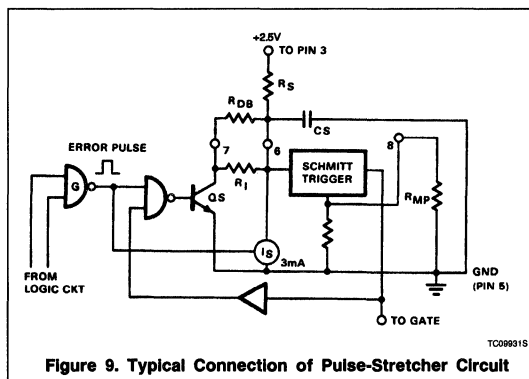 +2.5V
TO PIN 3
RS
RDB
CS
7
6
8
ERROR PULSE
G
RI
SCHMITT
TRIGGER
RMP
QS
IS
3mA
FROM
LOGIC CKT
GND
(PIN 5)
TO GATE
TC09931S
Figure 9. Typical Connection of Pulse-Stretcher Circuit